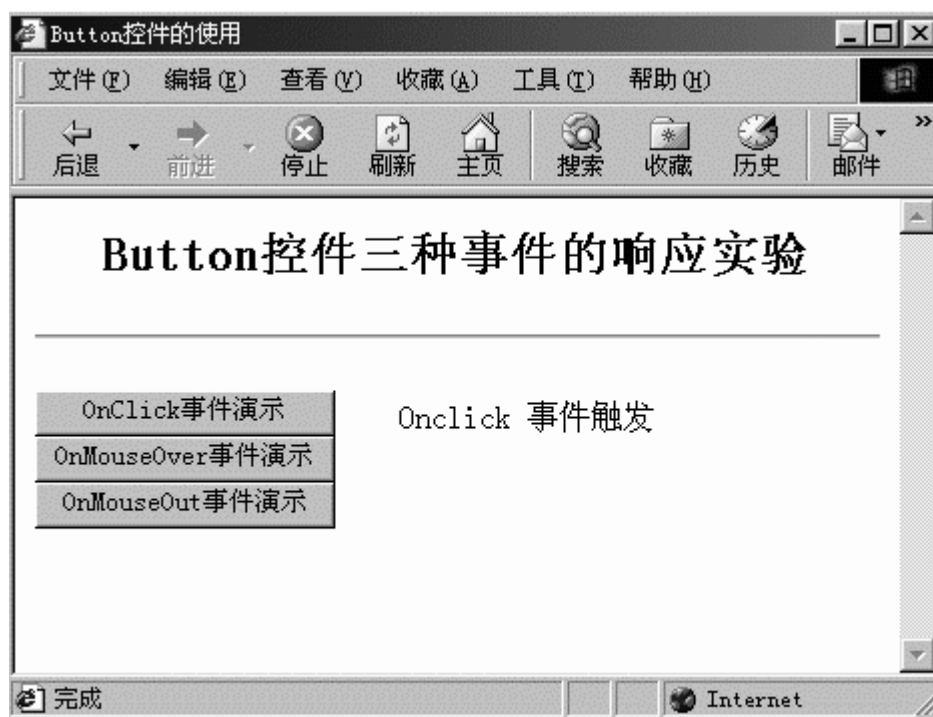 Button控件的使用
文件(F) 编辑(E) 查看(V) 收藏(A) 工具(T) 帮助(H)
后退 前进 停止 刷新 主页 搜索 收藏 历史 邮件 »
Button控件三种事件的响应实验
OnClick事件演示 Onclick 事件触发
OnMouseOver事件演示
OnMouseOut事件演示
完成 Internet